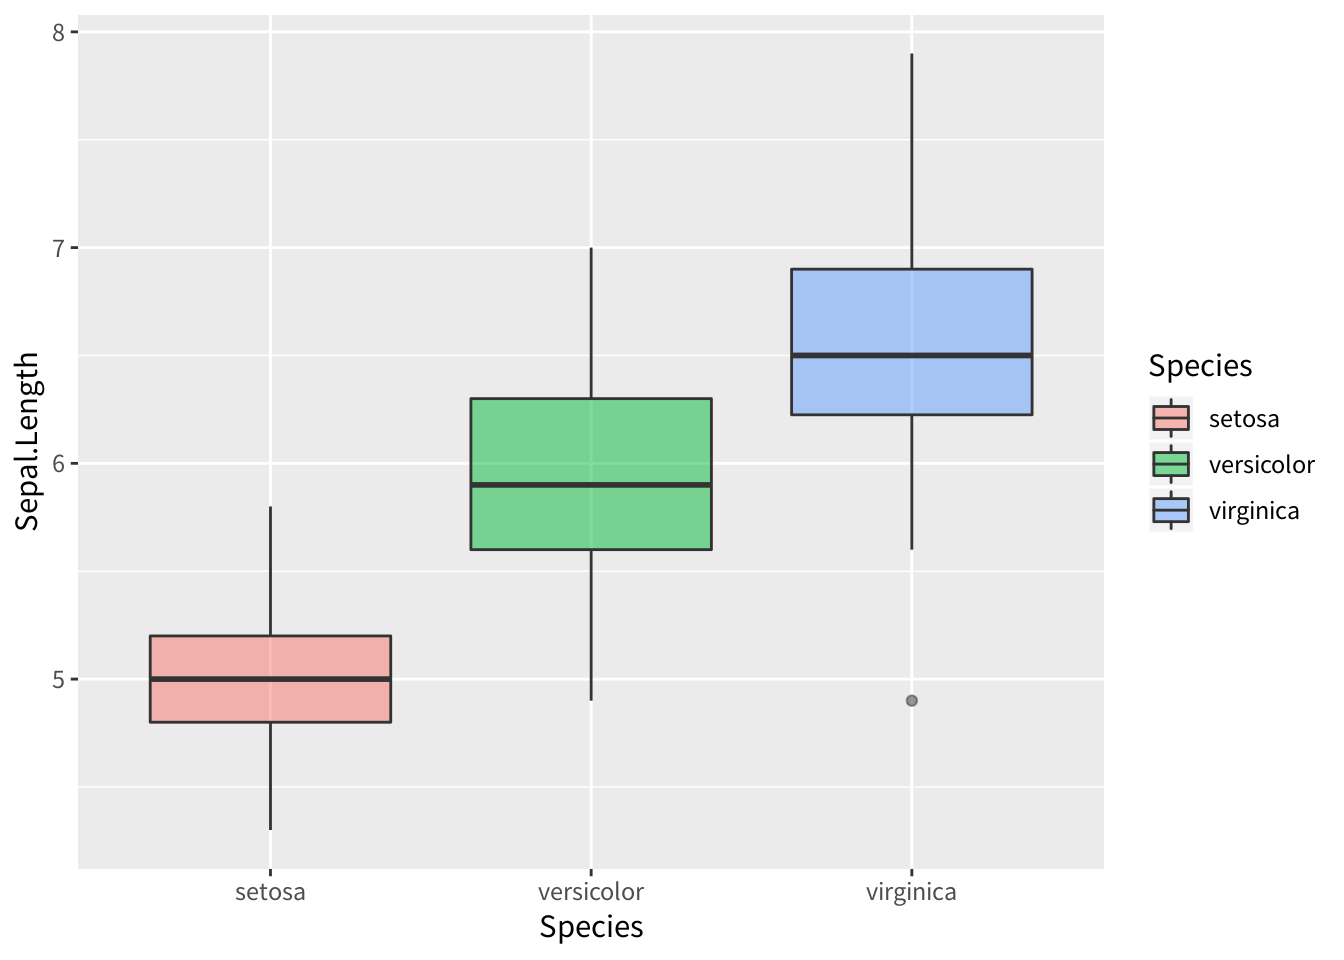 8
7
6
5
Sepal.Length
setosa
versicolor
virginica
Species
Species
setosa
versicolor
virginica